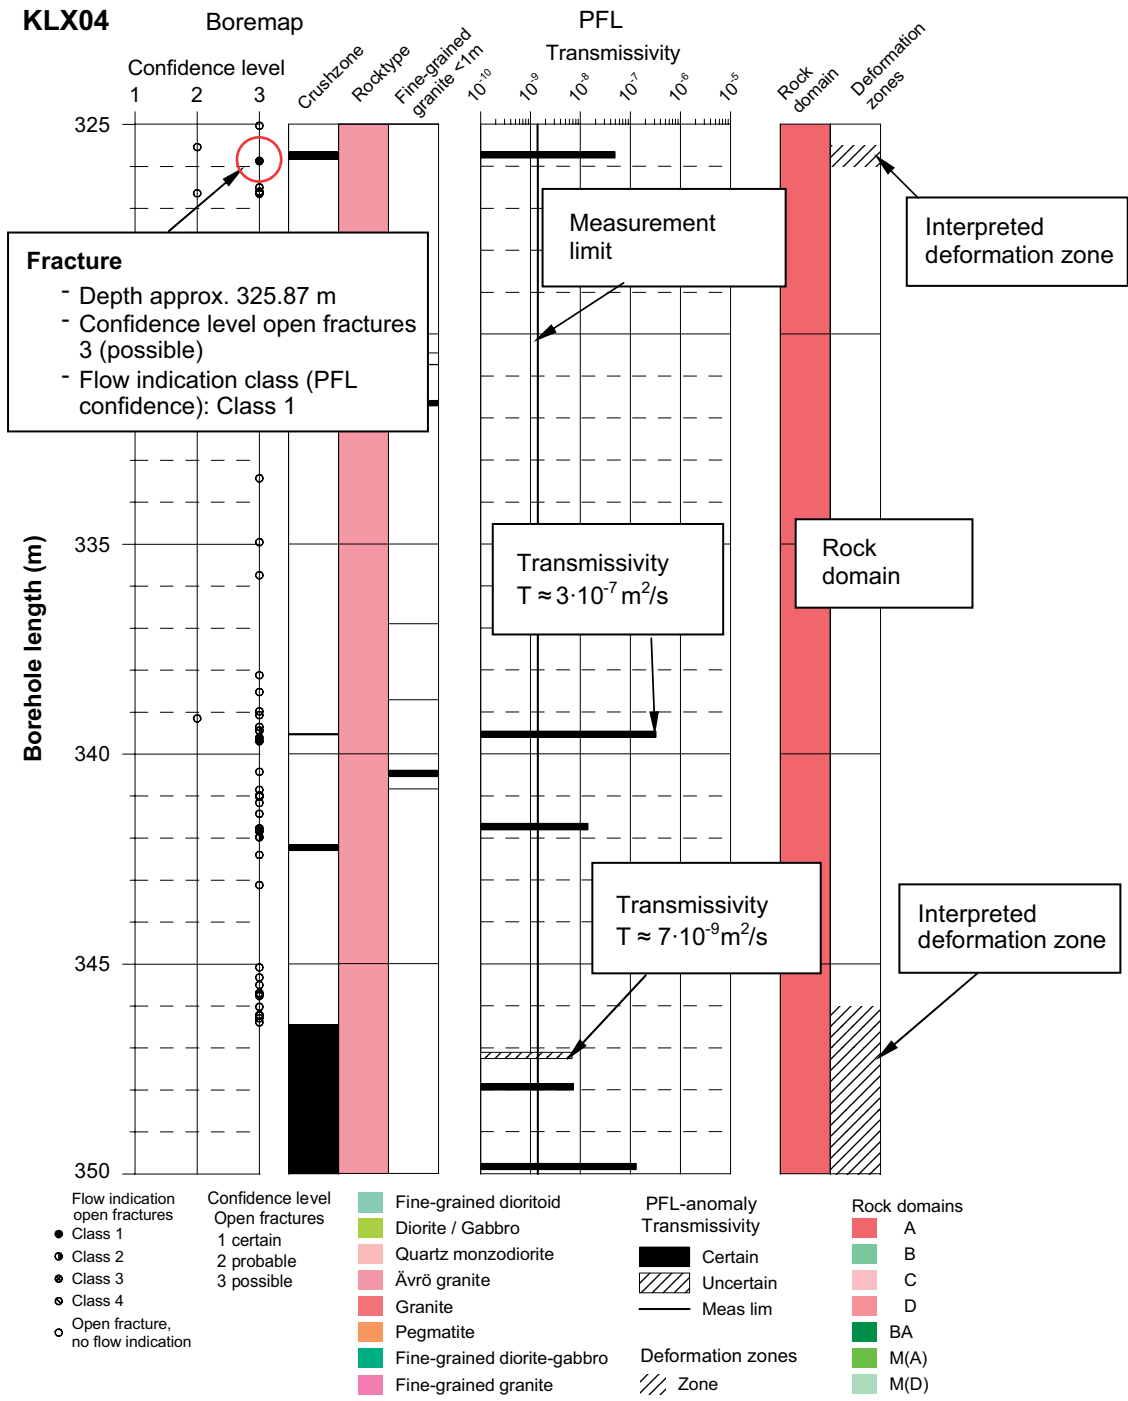 KLX04
Boremap
PFL
Confidence level
1 2 3
Crushzone
Rocktype
Fine-grained
granite <1m
Transmissivity
10⁻¹⁰ 10⁻⁹ 10⁻⁸ 10⁻⁷ 10⁻⁶ 10⁻⁵
Rock
domain
Deformation
zones
325
Measurement
limit
Interpreted
deformation zone
Fracture
- Depth approx. 325.87 m
- Confidence level open fractures
3 (possible)
- Flow indication class (PFL
confidence): Class 1
Borehole length (m)
335
Transmissivity
T ≈ 3·10⁻⁷ m²/s
Rock
domain
340
Transmissivity
T ≈ 7·10⁻⁹m²/s
Interpreted
deformation zone
345
350
Flow indication
open fractures
Class 1
Class 2
Class 3
Class 4
Open fracture,
no flow indication
Confidence level
Open fractures
1 certain
2 probable
3 possible
Fine-grained dioritoid
Diorite / Gabbro
Quartz monzodiorite
Ävrö granite
Granite
Pegmatite
Fine-grained diorite-gabbro
Fine-grained granite
PFL-anomaly
Transmissivity
Certain
Uncertain
Meas lim
Deformation zones
Zone
Rock domains
A
B
C
D
BA
M(A)
M(D)